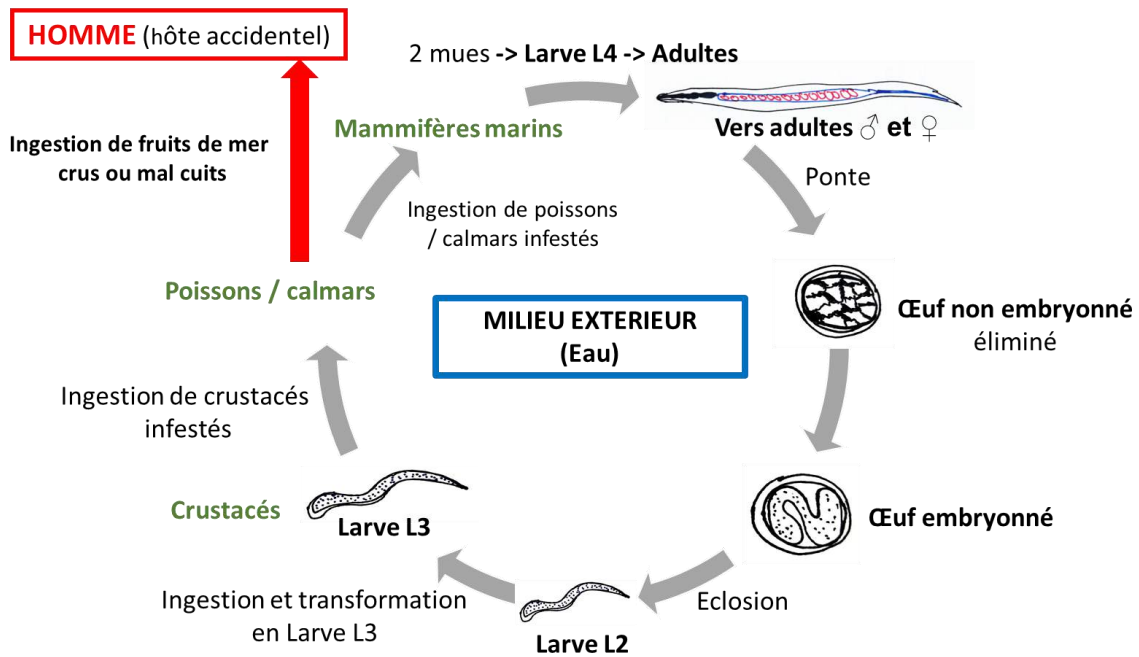 HOMME (hôte accidentel)
2 mues -> Larve L4 -> Adultes
Ingestion de fruits de mer
crus ou mal cuits
Mammifères marins
Vers adultes ♂ et ♀
Ponte
Ingestion de poissons
/ calmars infestés
Poissons / calmars
MILIEU EXTERIEUR
(Eau)
Œuf non embryonné
éliminé
Ingestion de crustacés
infestés
Crustacés
Larve L3
Œuf embryonné
Ingestion et transformation
en Larve L3
Eclosion
Larve L2